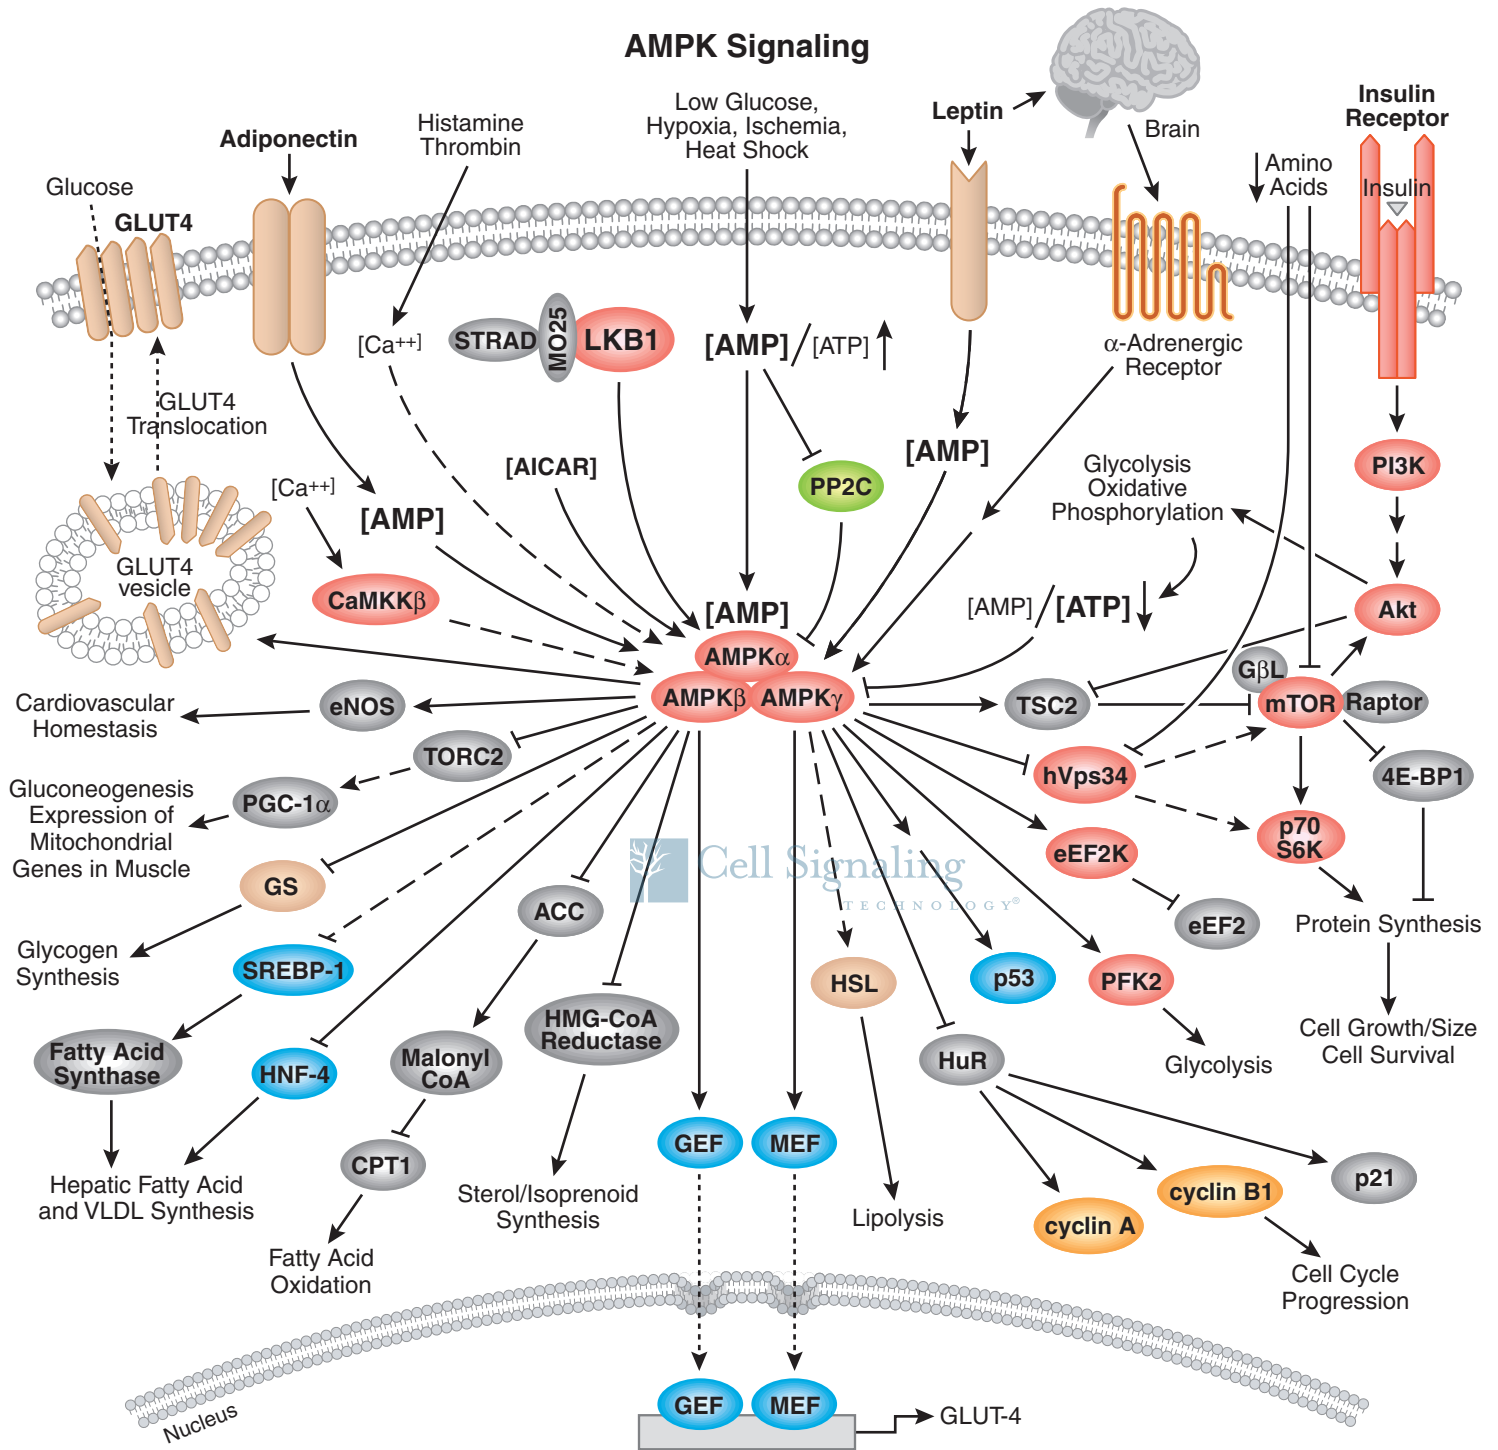 AMPK Signaling
Low Glucose,
Hypoxia, Ischemia,
Heat Shock
Histamine
Thrombin
Adiponectin
Glucose
GLUT4
Leptin
Brain
Amino
Acids
Insulin
Receptor
Insulin
[Ca++]
STRAD
MO25
LKB1
[AMP]/[ATP]
α-Adrenergic
Receptor
GLUT4
Translocation
[AICAR]
PP2C
[AMP]
Glycolysis
Oxidative
Phosphorylation
PI3K
[Ca++]
[AMP]
GLUT4
vesicle
CaMKKβ
[AMP]
[AMP]/[ATP]
Akt
AMPKα
AMPKβ
AMPKγ
GβL
mTOR
Raptor
TSC2
Cardiovascular
Homestasis
eNOS
TORC2
hVps34
4E-BP1
Gluconeogenesis
Expression of
Mitochondrial
Genes in Muscle
PGC-1α
p70
S6K
eEF2K
Cell Signaling
TECHNOLOGY®
GS
ACC
eEF2
Protein Synthesis
Glycogen
Synthesis
SREBP-1
HSL
p53
PFK2
HMG-CoA
Reductase
Fatty Acid
Synthase
HNF-4
Malonyl
CoA
HuR
Glycolysis
Cell Growth/Size
Cell Survival
GEF
MEF
CPT1
p21
Hepatic Fatty Acid
and VLDL Synthesis
Sterol/Isoprenoid
Synthesis
Lipolysis
cyclin A
cyclin B1
Fatty Acid
Oxidation
Cell Cycle
Progression
Nucleus
GEF
MEF
GLUT-4